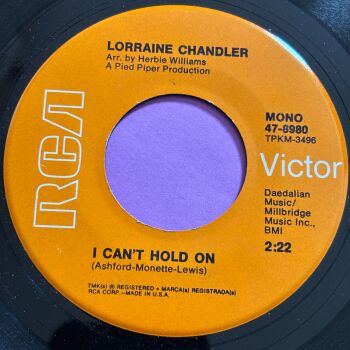 LORRAINE CHANDLER
Arr. by Herbie Williams
A Pied Piper Production
MONO
47-8980
TPKM-3496
RCA
Victor
Daedalian
Music/
Millbridge
Music Inc.,
BMI
2:22
I CAN'T HOLD ON
(Ashford-Monette-Lewis)
TMK(s) ® REGISTERED • MARCA(s) REGISTRADA(s)
RCA CORP.—MADE IN U.S.A.